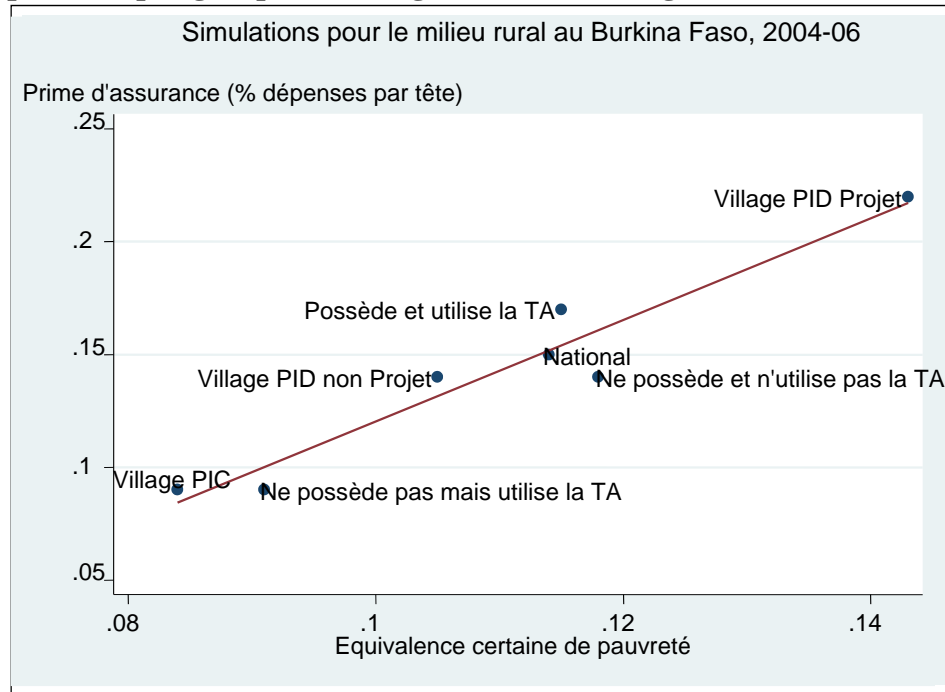 Simulations pour le milieu rural au Burkina Faso, 2004-06
Prime d'assurance (% dépenses par tête)
.25
Village PID Projet
.2
Possède et utilise la TA
.15
National
Village PID non Projet
Ne possède et n'utilise pas la TA
.1
Village PIC
Ne possède pas mais utilise la TA
.05
.08 .1 .12 .14
Equivalence certaine de pauvreté